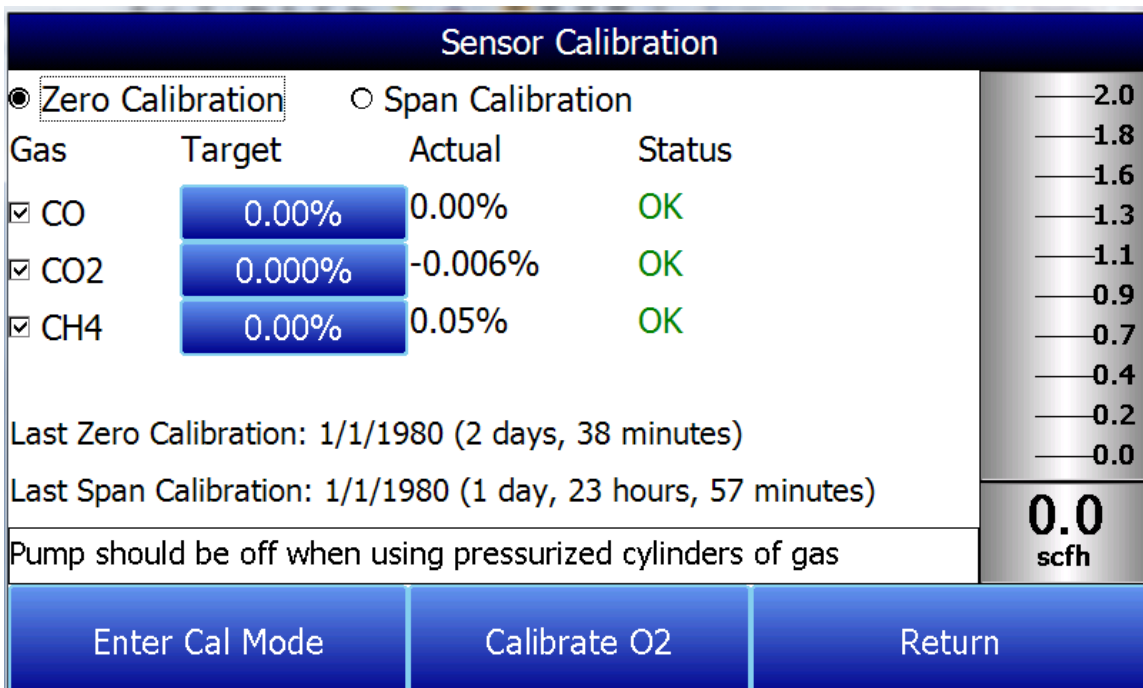 Sensor Calibration
Zero Calibration Span Calibration
Gas Target Actual Status
CO 0.00% 0.00% OK
CO2 0.000% -0.006% OK
CH4 0.00% 0.05% OK
Last Zero Calibration: 1/1/1980 (2 days, 38 minutes)
Last Span Calibration: 1/1/1980 (1 day, 23 hours, 57 minutes)
Pump should be off when using pressurized cylinders of gas
2.0
1.8
1.6
1.3
1.1
0.9
0.7
0.4
0.2
0.0
0.0
scfh
Enter Cal Mode Calibrate O2 Return